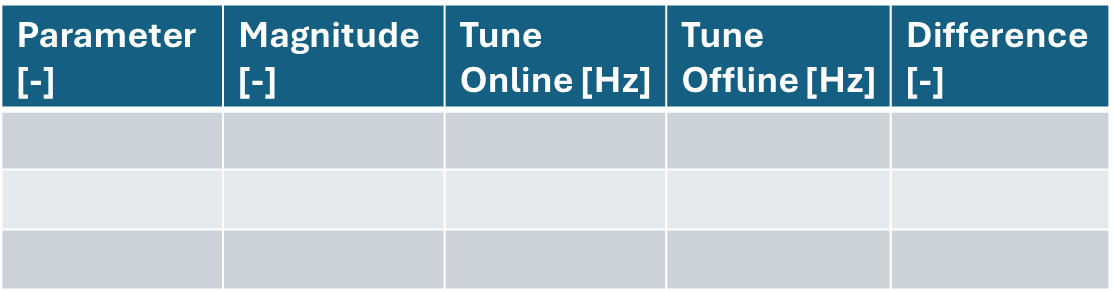 Parameter
[-]
Magnitude
[-]
Tune
Online [Hz]
Tune
Offline [Hz]
Difference
[-]